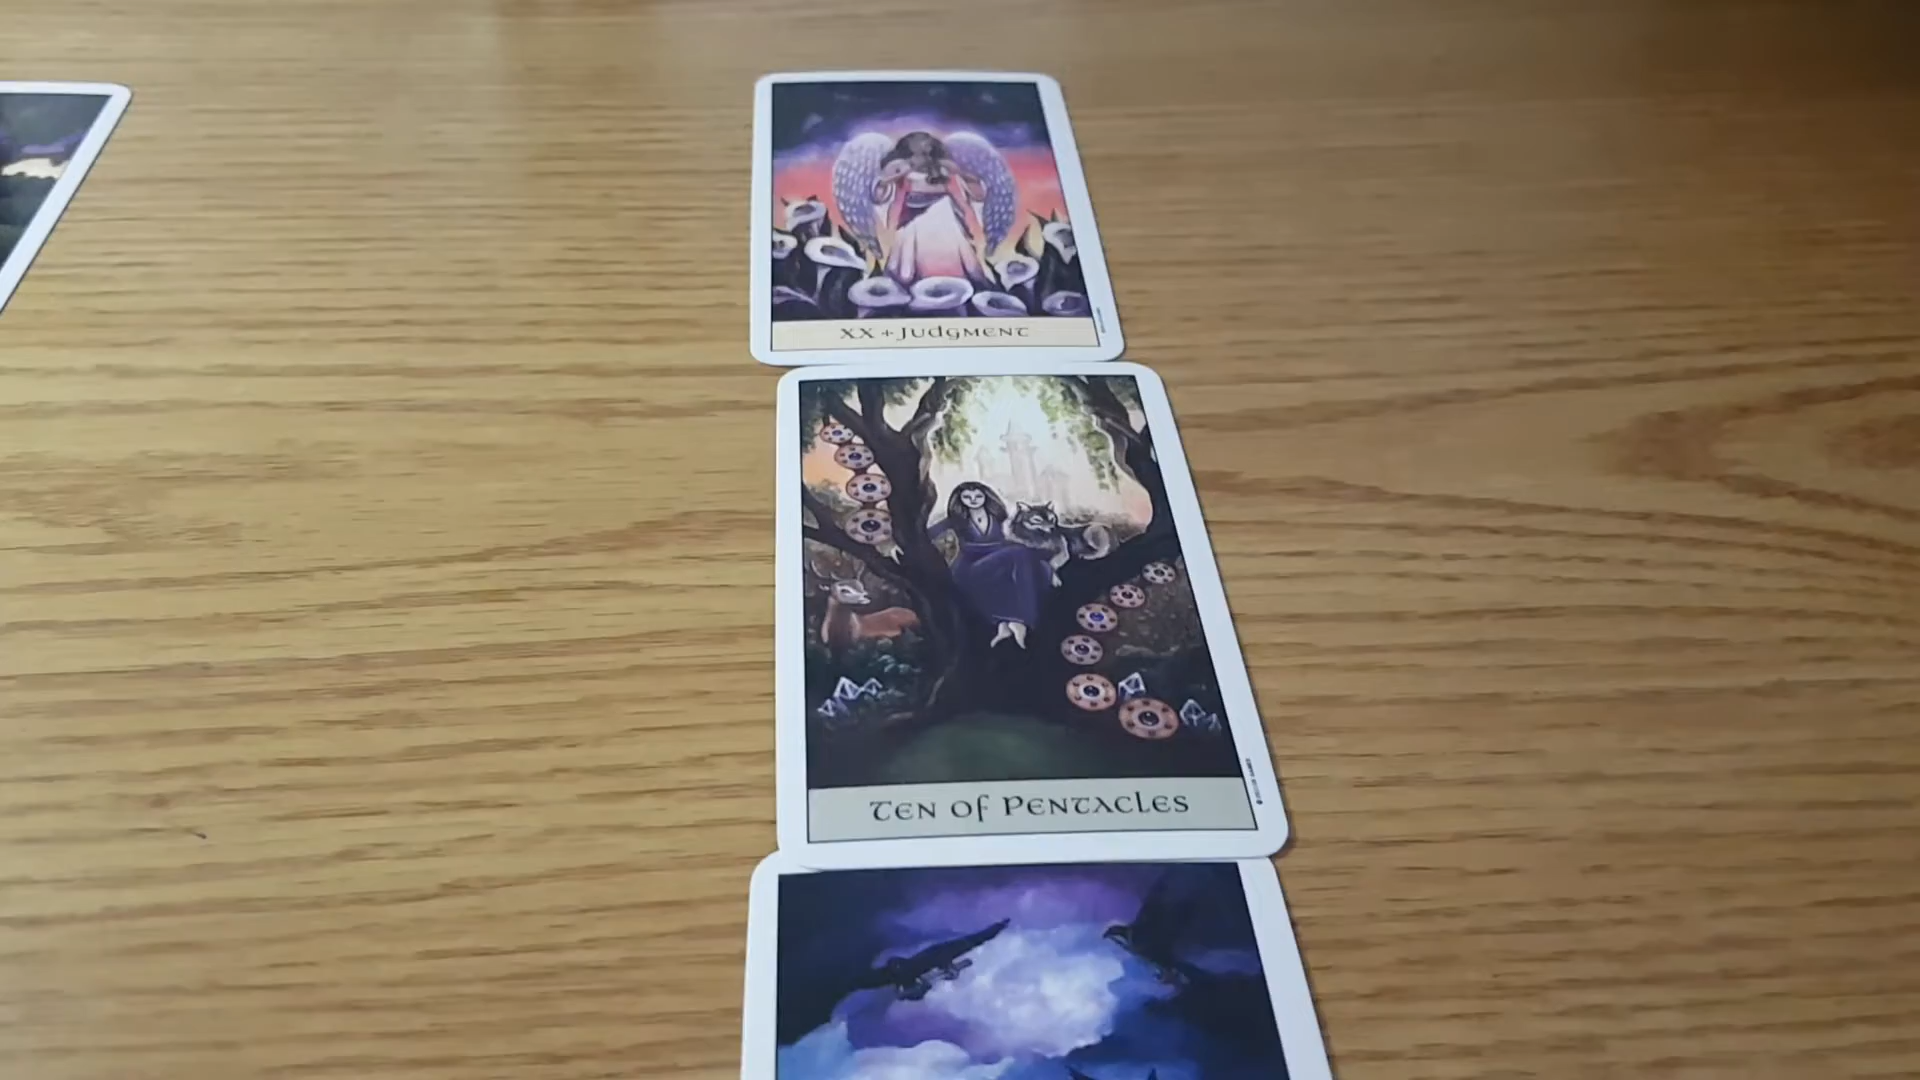 XX + JUDGMENT
TEN OF PENTACLES